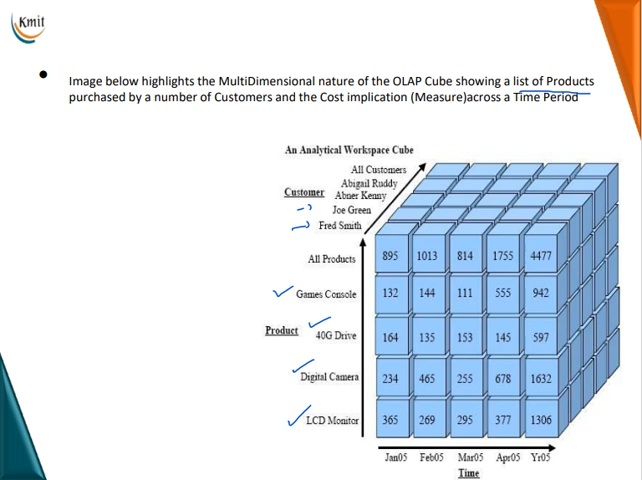 Kmit
Image below highlights the MultiDimensional nature of the OLAP Cube showing a list of Products
purchased by a number of Customers and the Cost implication (Measure)across a Time Period
An Analytical Workspace Cube
All Customers
Abigail Ruddy
Customer Abner Kenny
Joe Green
Fred Smith
All Products 895 1013 814 1755 4477
Games Console 132 144 111 555 942
Product 40G Drive 164 135 153 145 597
Digital Camera 234 465 255 678 1632
LCD Monitor 365 269 295 377 1306
Jan05 Feb05 Mar05 Apr05 Yr05
Time